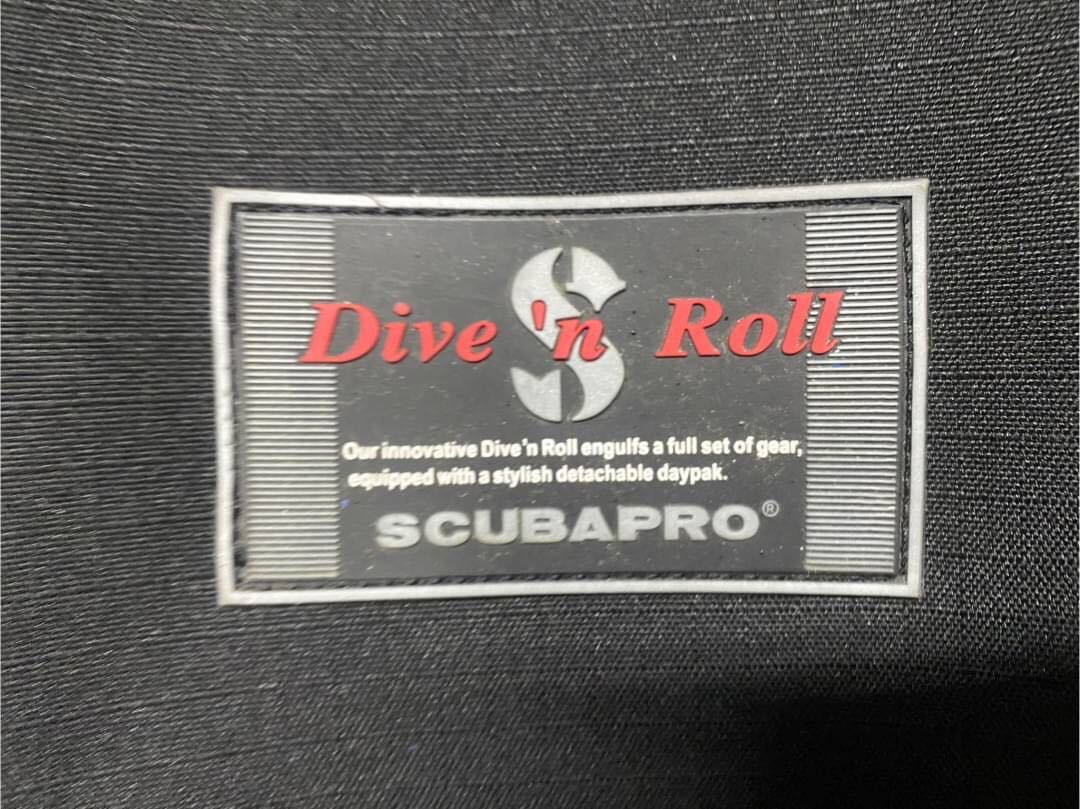 Dive 'n Roll
Our innovative Dive'n Roll engulfs a full set of gear,
equipped with a stylish detachable daypak.
SCUBAPRO®